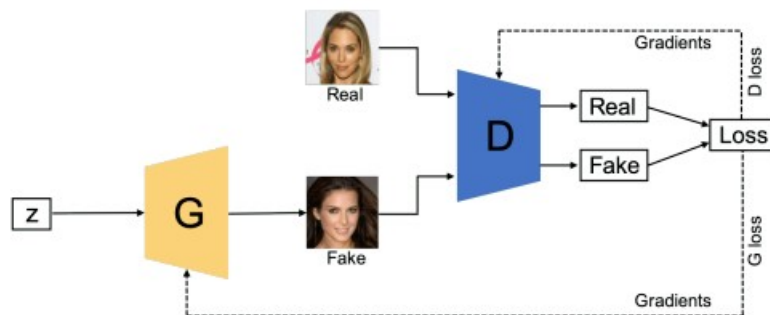 Gradients
D loss
Real
Real
D
Loss
Fake
z
G
Fake
G loss
Gradients